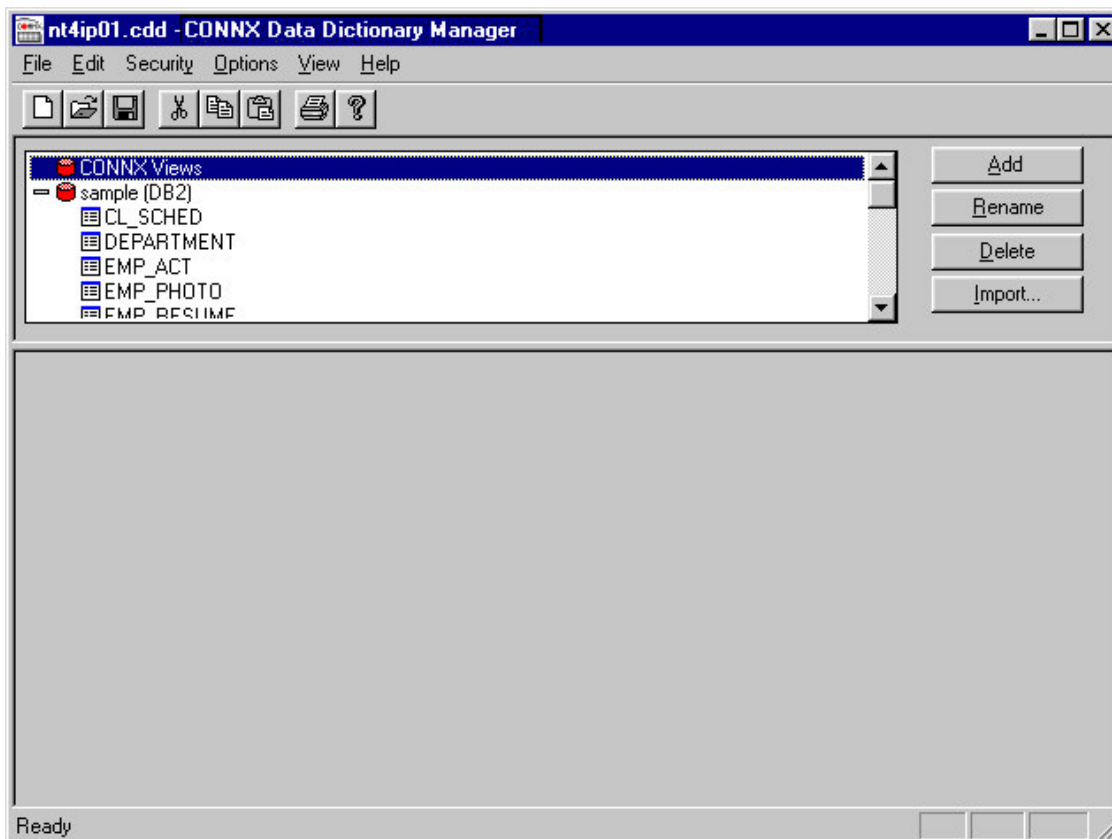 nt4ip01.cdd - CONNX Data Dictionary Manager
File Edit Security Options View Help
CONNX Views
sample (DB2)
CL_SCHED
DEPARTMENT
EMP_ACT
EMP_PHOTO
EMP_RESUME
Add
Rename
Delete
Import...
Ready